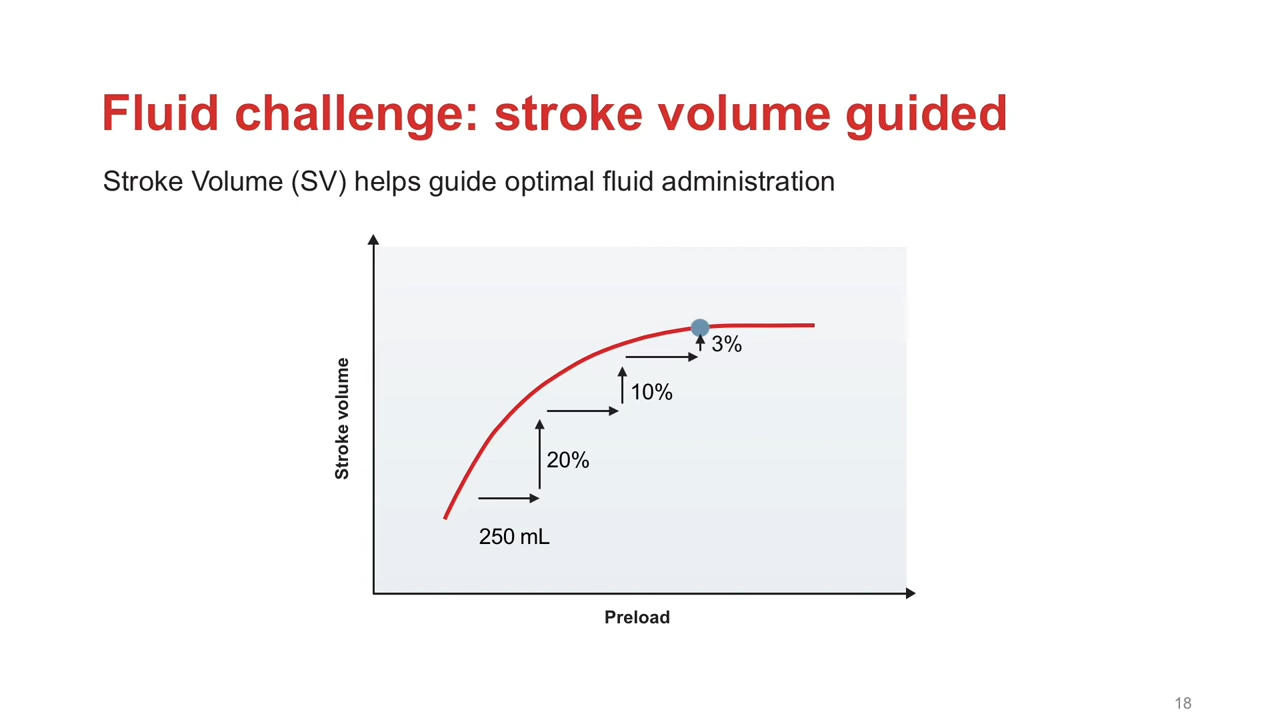 Fluid challenge: stroke volume guided
Stroke Volume (SV) helps guide optimal fluid administration
Stroke volume
3%
10%
20%
250 mL
Preload
18